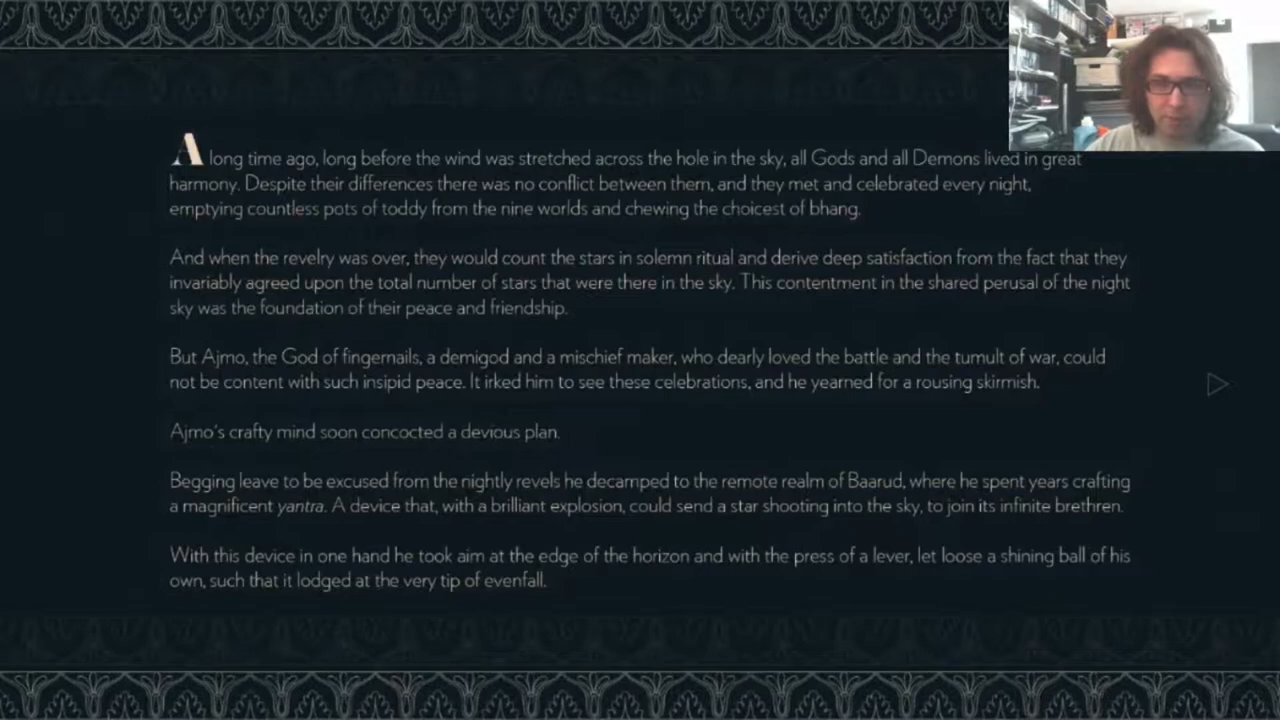 A long time ago, long before the wind was stretched across the hole in the sky, all Gods and all Demons lived in great
harmony. Despite their differences there was no conflict between them, and they met and celebrated every night,
emptying countless pots of toddy from the nine worlds and chewing the choicest of bhang.
And when the revelry was over, they would count the stars in solemn ritual and derive deep satisfaction from the fact that they
invariably agreed upon the total number of stars that were there in the sky. This contentment in the shared perusal of the night
sky was the foundation of their peace and friendship.
But Ajmo, the God of fingernails, a demigod and a mischief maker, who dearly loved the battle and the tumult of war, could
not be content with such insipid peace. It irked him to see these celebrations, and he yearned for a rousing skirmish.
Ajmo's crafty mind soon concocted a devious plan.
Begging leave to be excused from the nightly revels he decamped to the remote realm of Baarud, where he spent years crafting
a magnificent yantra. A device that, with a brilliant explosion, could send a star shooting into the sky, to join its infinite brethren.
With this device in one hand he took aim at the edge of the horizon and with the press of a lever, let loose a shining ball of his
own, such that it lodged at the very tip of evenfall.